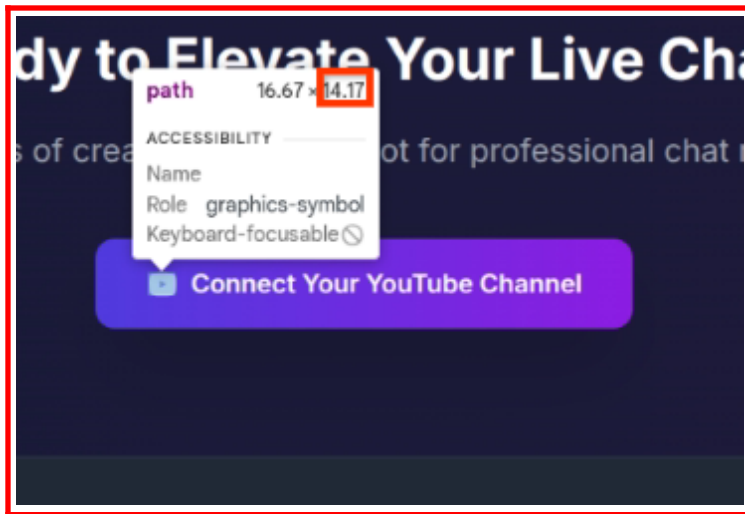 dy to Elevate Your Live Cha
path 16.67 × 14.17
s of crea ot for professional chat
ACCESSIBILITY
Name
Role graphics-symbol
Keyboard-focusable
Connect Your YouTube Channel